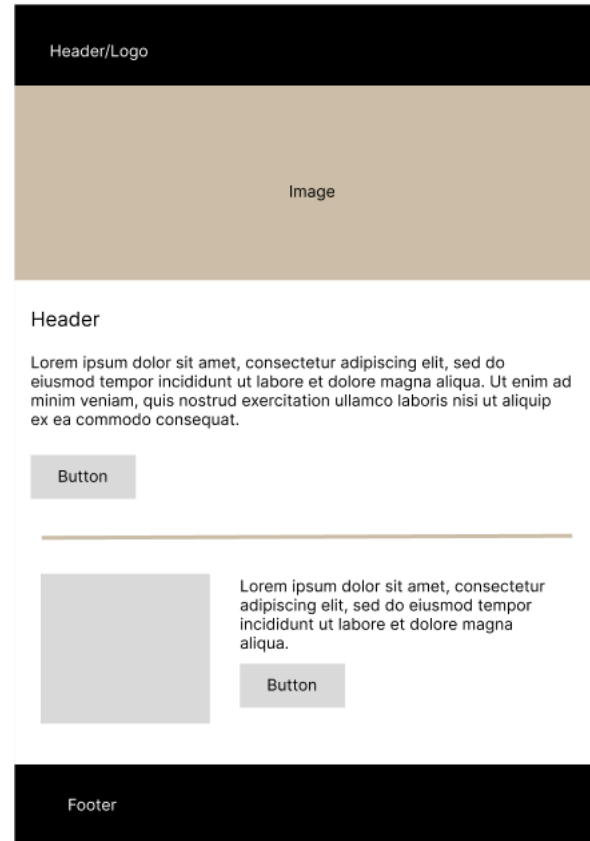 Header/Logo
Image
Header
Lorem ipsum dolor sit amet, consectetur adipiscing elit, sed do
eiusmod tempor incididunt ut labore et dolore magna aliqua. Ut enim ad
minim veniam, quis nostrud exercitation ullamco laboris nisi ut aliquip
ex ea commodo consequat.
Button
Lorem ipsum dolor sit amet, consectetur
adipiscing elit, sed do eiusmod tempor
incididunt ut labore et dolore magna
aliqua.
Button
Footer